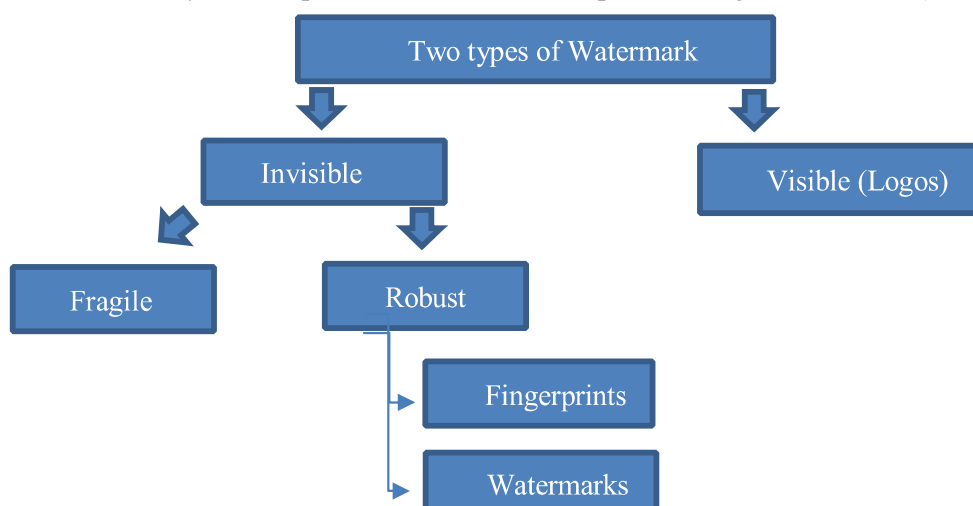 Two types of Watermark
Invisible
Visible (Logos)
Fragile
Robust
Fingerprints
Watermarks